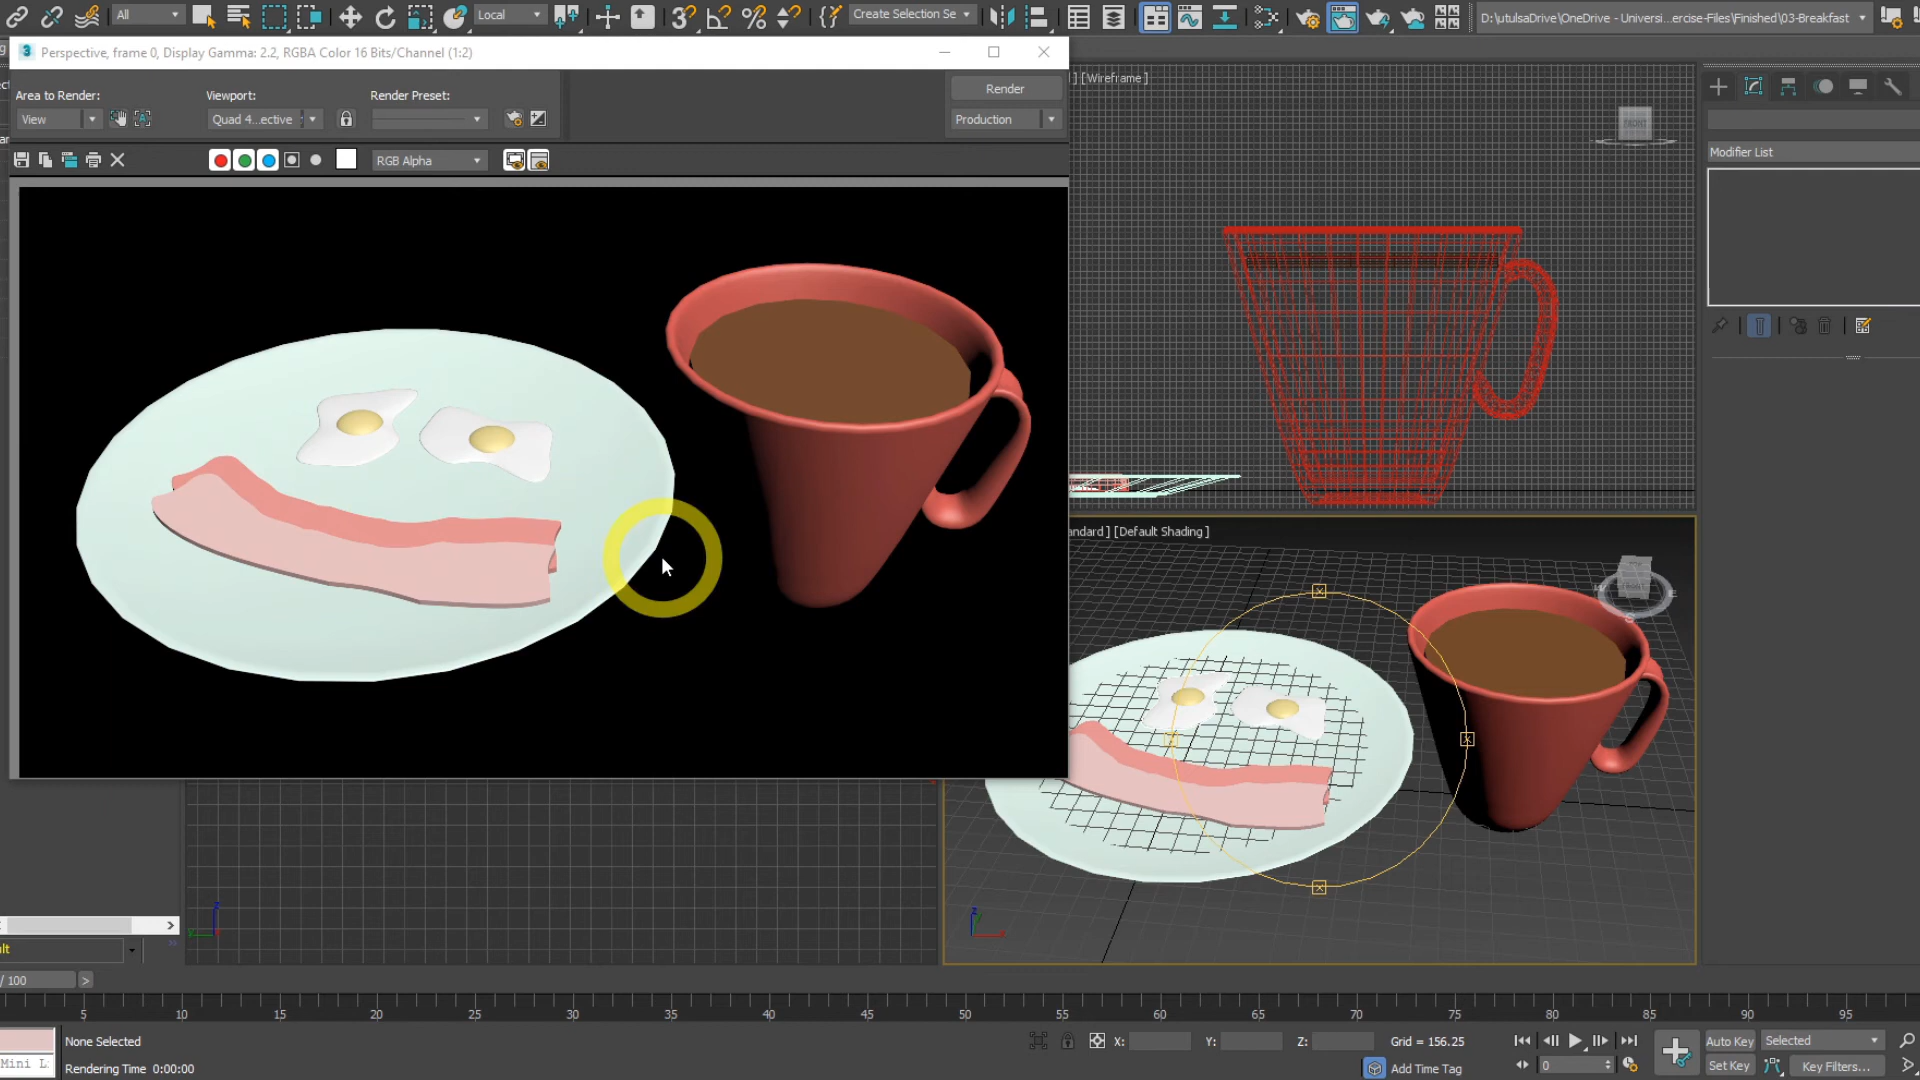 All
Local
Create Selection Se
D:\utulsaDrive\OneDrive - Universi...ercise-Files\Finished\03-Breakfast
Perspective, frame 0, Display Gamma: 2.2, RGBA Color 16 Bits/Channel (1:2)
Area to Render:
Viewport:
Render Preset:
Render
View
Quad 4...ective
Production
RGB Alpha
] [Wireframe ]
FRONT
Modifier List
andard ] [Default Shading ]
ult
/ 100
5 10 15 20 25 30 35 40 45 50 55 60 65 70 75 80 85 90 95
None Selected
X:
Y:
Z:
Grid = 156.25
Auto Key
Selected
Mini L
Rendering Time 0:00:00
Add Time Tag
0
Set Key
Key Filters...